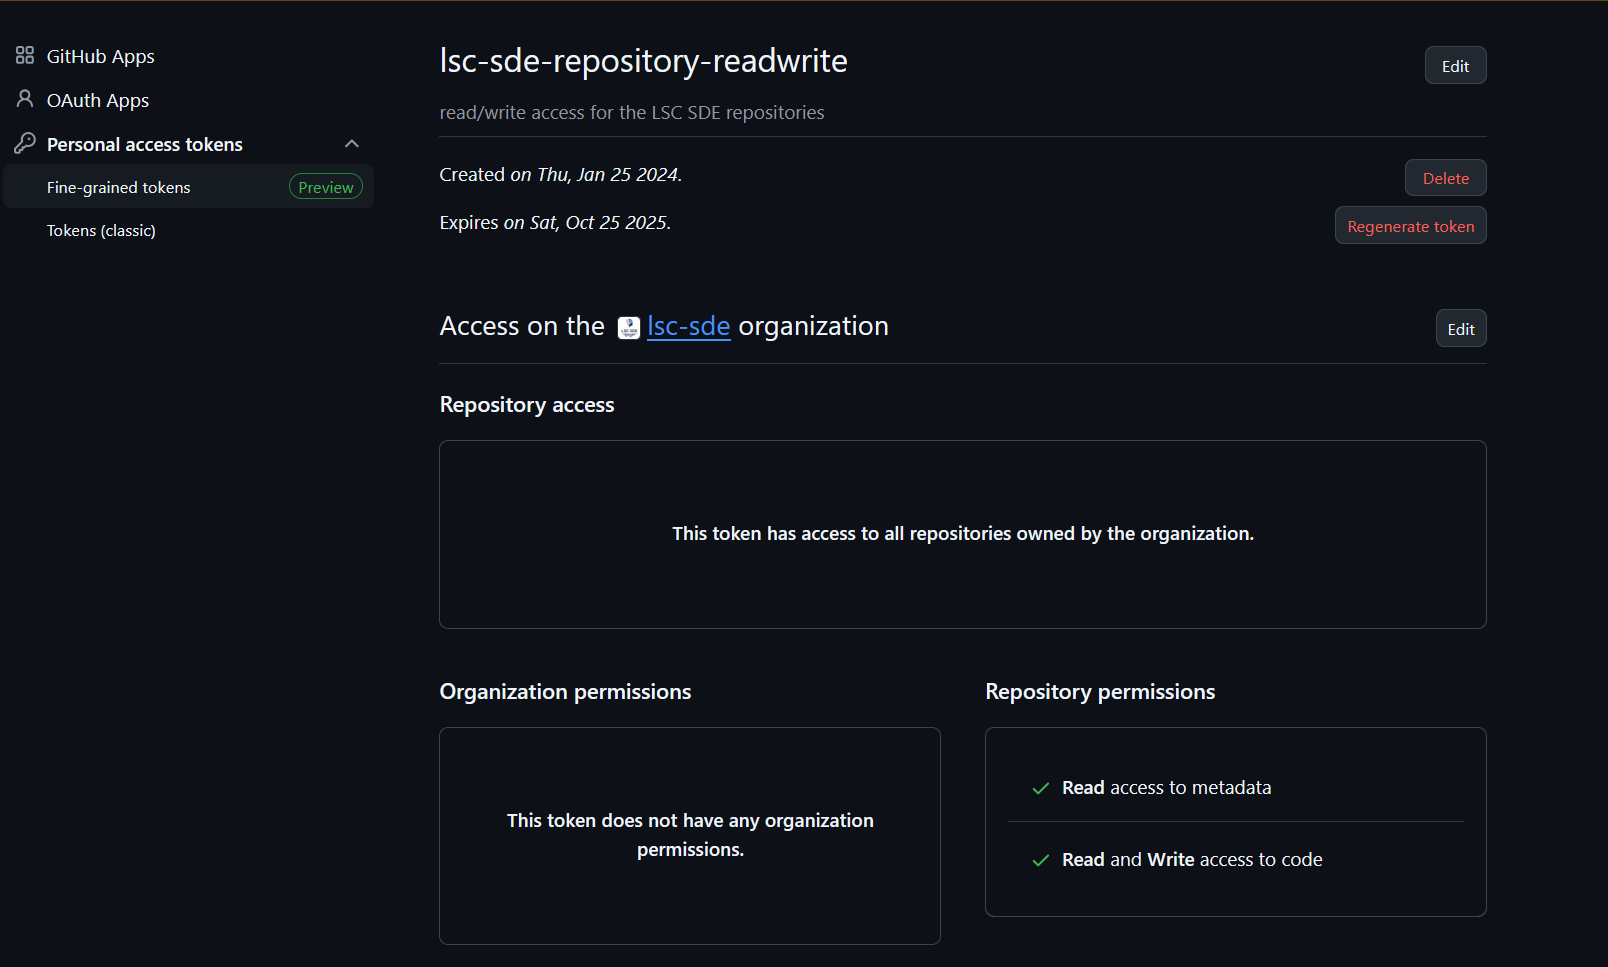 GitHub Apps
OAuth Apps
Personal access tokens
Fine-grained tokens Preview
Tokens (classic)
lsc-sde-repository-readwrite
Edit
read/write access for the LSC SDE repositories
Created on Thu, Jan 25 2024.
Delete
Expires on Sat, Oct 25 2025.
Regenerate token
Access on the lsc-sde organization
Edit
Repository access
This token has access to all repositories owned by the organization.
Organization permissions
This token does not have any organization
permissions.
Repository permissions
Read access to metadata
Read and Write access to code